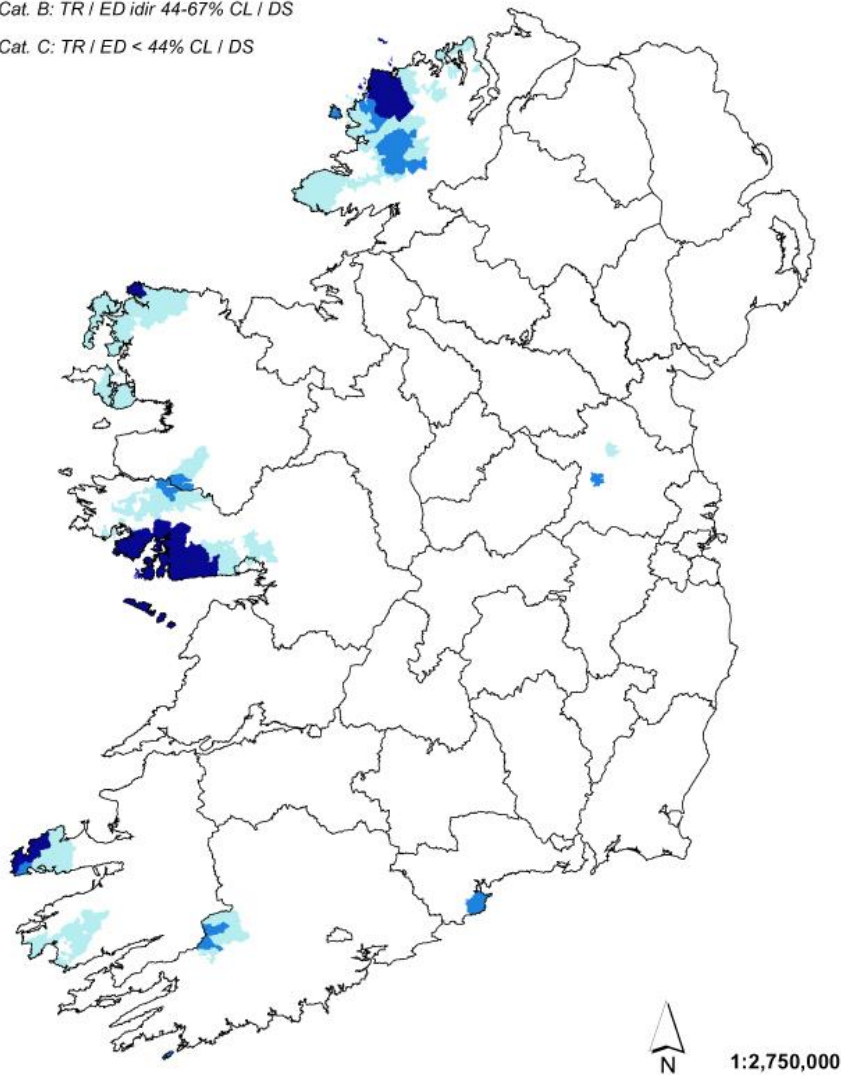 Cat. B: TR / ED idir 44-67% CL / DS
Cat. C: TR / ED < 44% CL / DS
N
1:2,750,000